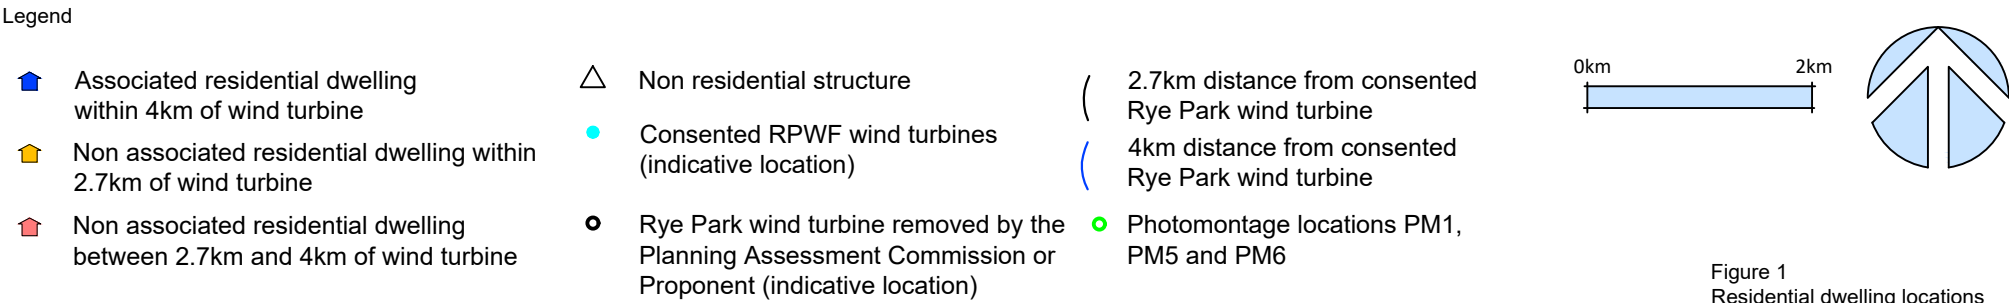 Legend
Associated residential dwelling
within 4km of wind turbine
Non associated residential dwelling within
2.7km of wind turbine
Non associated residential dwelling
between 2.7km and 4km of wind turbine
Non residential structure
Consented RPWF wind turbines
(indicative location)
Rye Park wind turbine removed by the
Planning Assessment Commission or
Proponent (indicative location)
2.7km distance from consented
Rye Park wind turbine
4km distance from consented
Rye Park wind turbine
Photomontage locations PM1,
PM5 and PM6
0km 2km
Figure 1
Residential dwelling locations